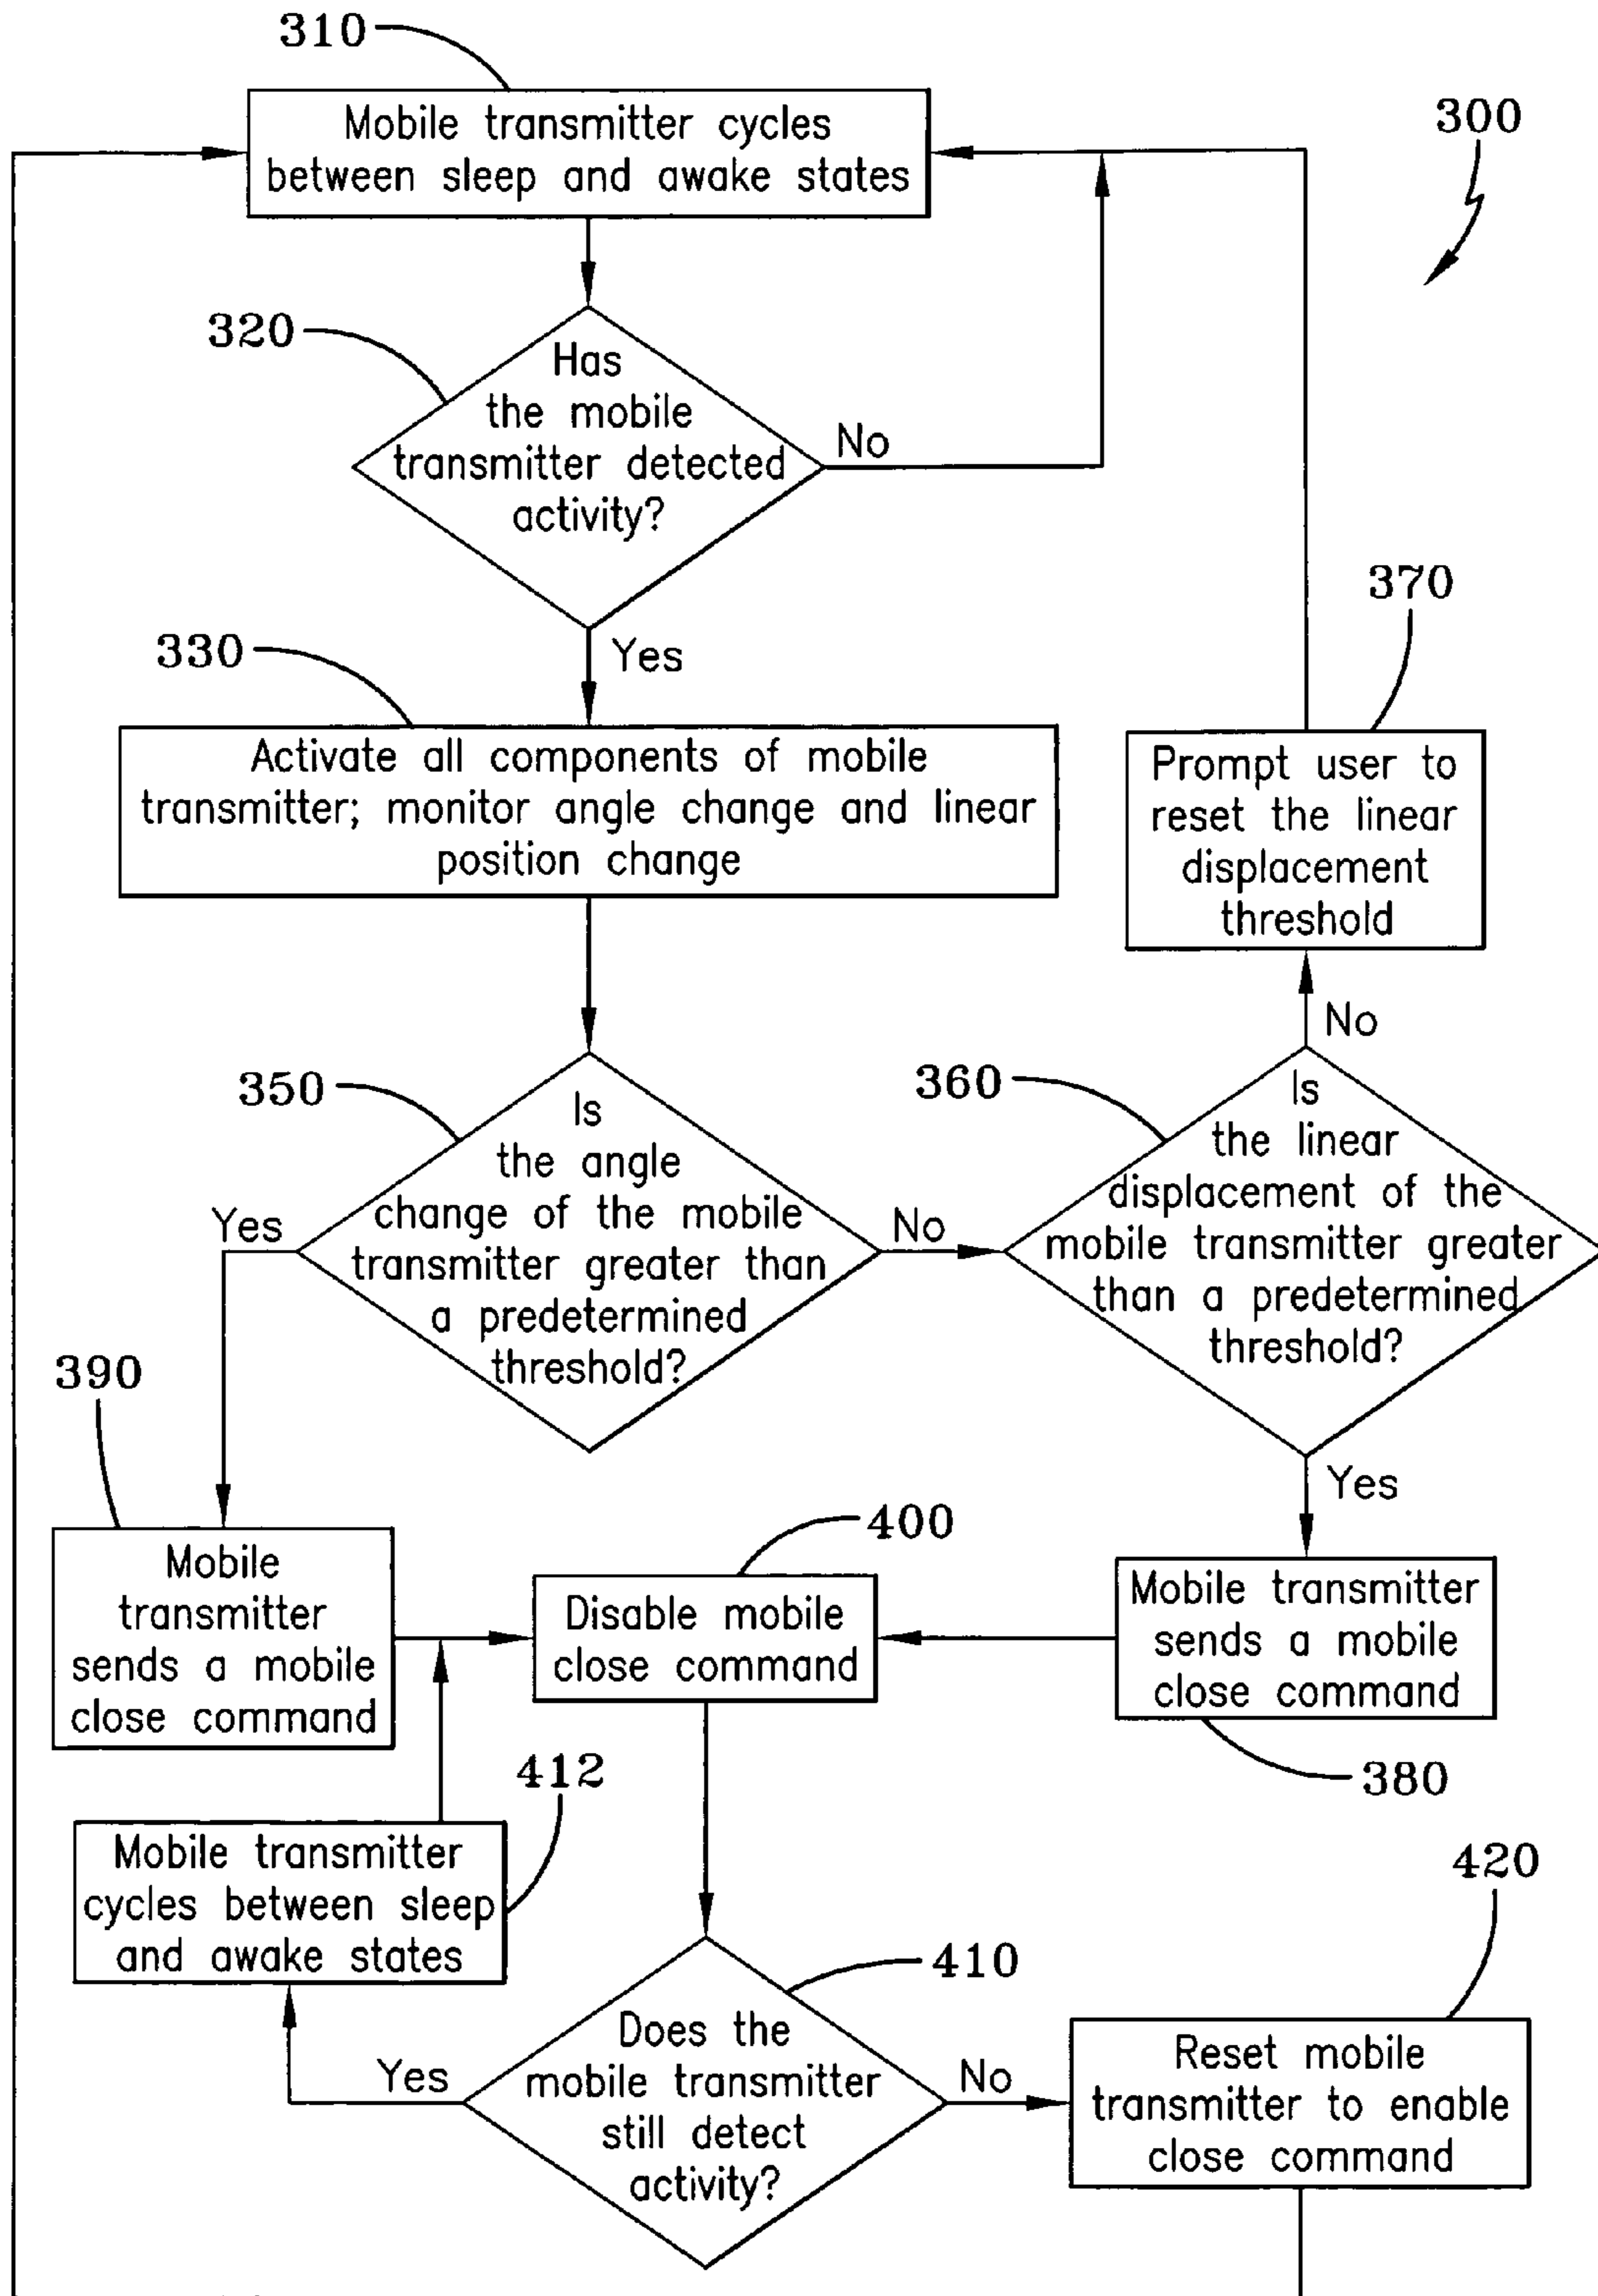 310
Mobile transmitter cycles
between sleep and awake states
300
320
Has
the mobile
transmitter detected
activity?
No
Yes
330
Activate all components of mobile
transmitter; monitor angle change and linear
position change
370
Prompt user to
reset the linear
displacement
threshold
No
350
Is
the angle
change of the mobile
transmitter greater than
a predetermined
threshold?
Yes
No
360
Is
the linear
displacement of the
mobile transmitter greater
than a predetermined
threshold?
Yes
390
Mobile
transmitter
sends a mobile
close command
400
Disable mobile
close command
Mobile transmitter
sends a mobile
close command
380
412
Mobile transmitter
cycles between sleep
and awake states
410
Does the
mobile transmitter
still detect
activity?
Yes
No
420
Reset mobile
transmitter to enable
close command